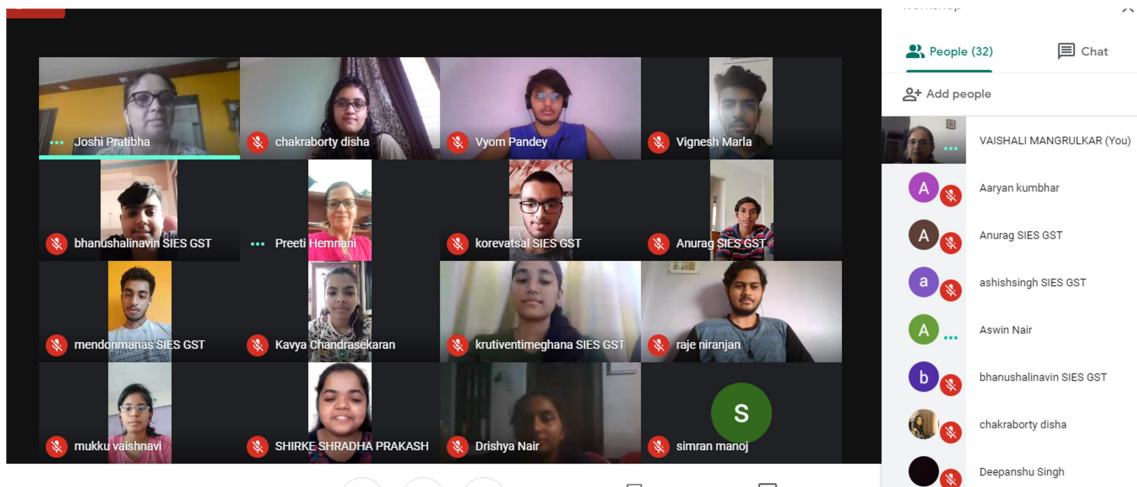 People (32)
Chat
Add people
Joshi Pratibha
chakraborty disha
Vyom Pandey
Vignesh Marla
bhanushalinavin SIES GST
Preeti Hemnani
korevatsal SIES GST
Anurag SIES GST
mendonmanas SIES GST
Kavya Chandrasekaran
krutiventimeghana SIES GST
raje niranjan
mukku vaishnavi
SHIRKE SHRADHA PRAKASH
Drishya Nair
S
simran manoj
VAISHALI MANGRULKAR (You)
A
Aaryan kumbhar
A
Anurag SIES GST
a
ashishsingh SIES GST
A
Aswin Nair
b
bhanushalinavin SIES GST
chakraborty disha
Deepanshu Singh